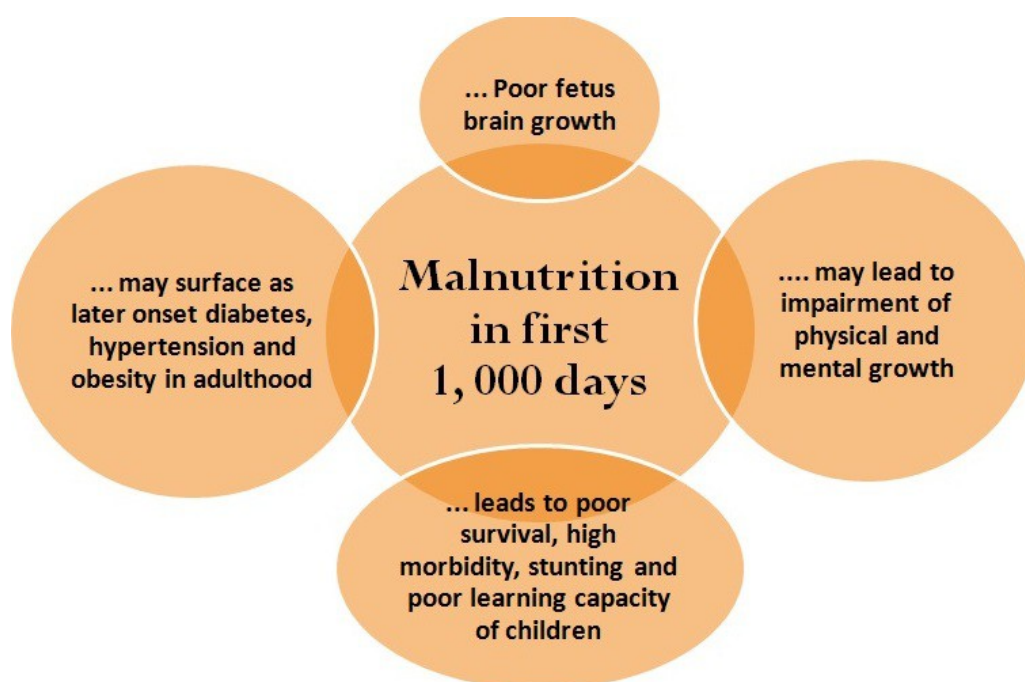 ... Poor fetus
brain growth
... may surface as
later onset diabetes,
hypertension and
obesity in adulthood
Malnutrition
in first
1, 000 days
.... may lead to
impairment of
physical and
mental growth
... leads to poor
survival, high
morbidity, stunting and
poor learning capacity
of children